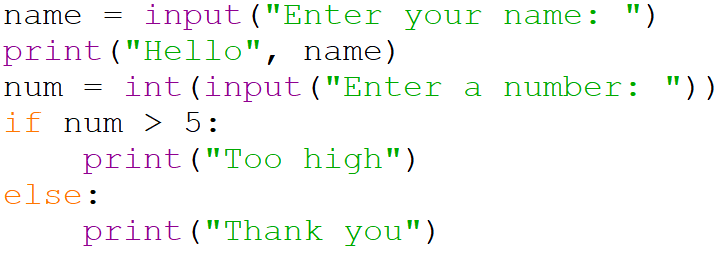 name = input("Enter your name: ")
print("Hello", name)
num = int(input("Enter a number: "))
if num > 5:
    print("Too high")
else:
    print("Thank you")